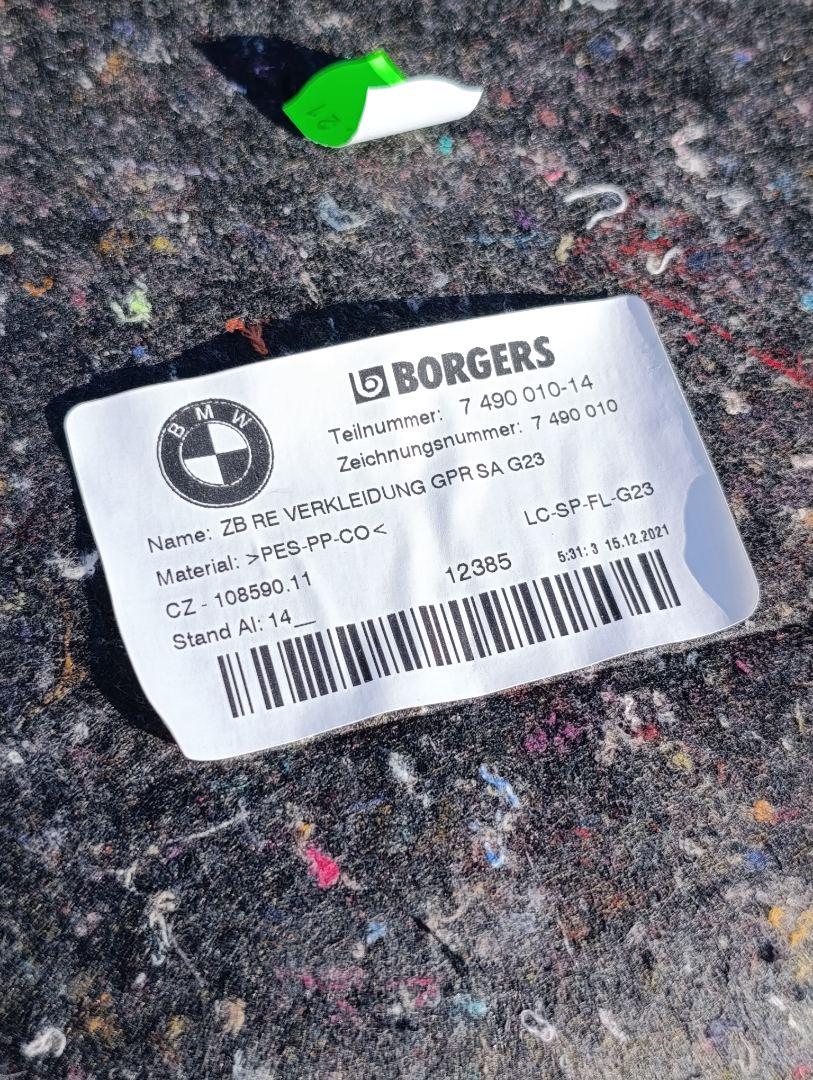 21
BMW
BORGERS
Teilnummer: 7 490 010-14
Zeichnungsnummer: 7 490 010
Name: ZB RE VERKLEIDUNG GPR SA G23
Material: >PES-PP-CO<
LC-SP-FL-G23
CZ - 108590.11
12385
5:31: 3 15.12.2021
Stand AI: 14__